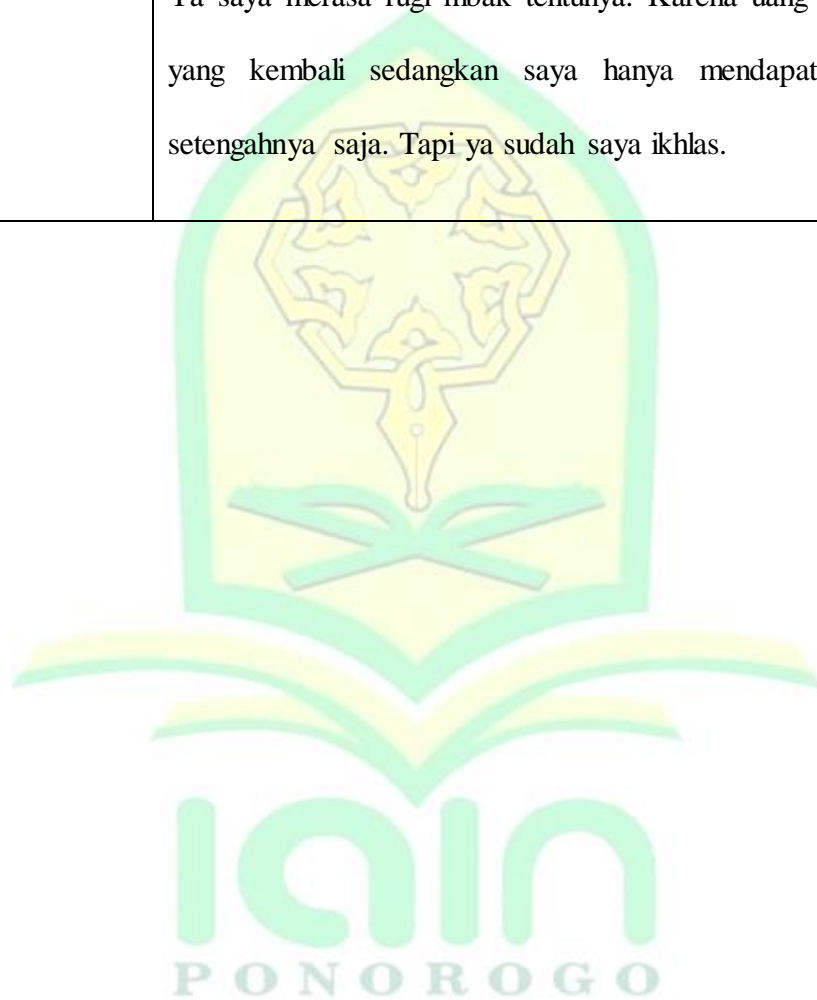 Ya saya merasa rugi mbak tentunya. Karena uang
yang kembali sedangkan saya hanya mendapat
setengahnya saja. Tapi ya sudah saya ikhlas.
iain
PONOROGO